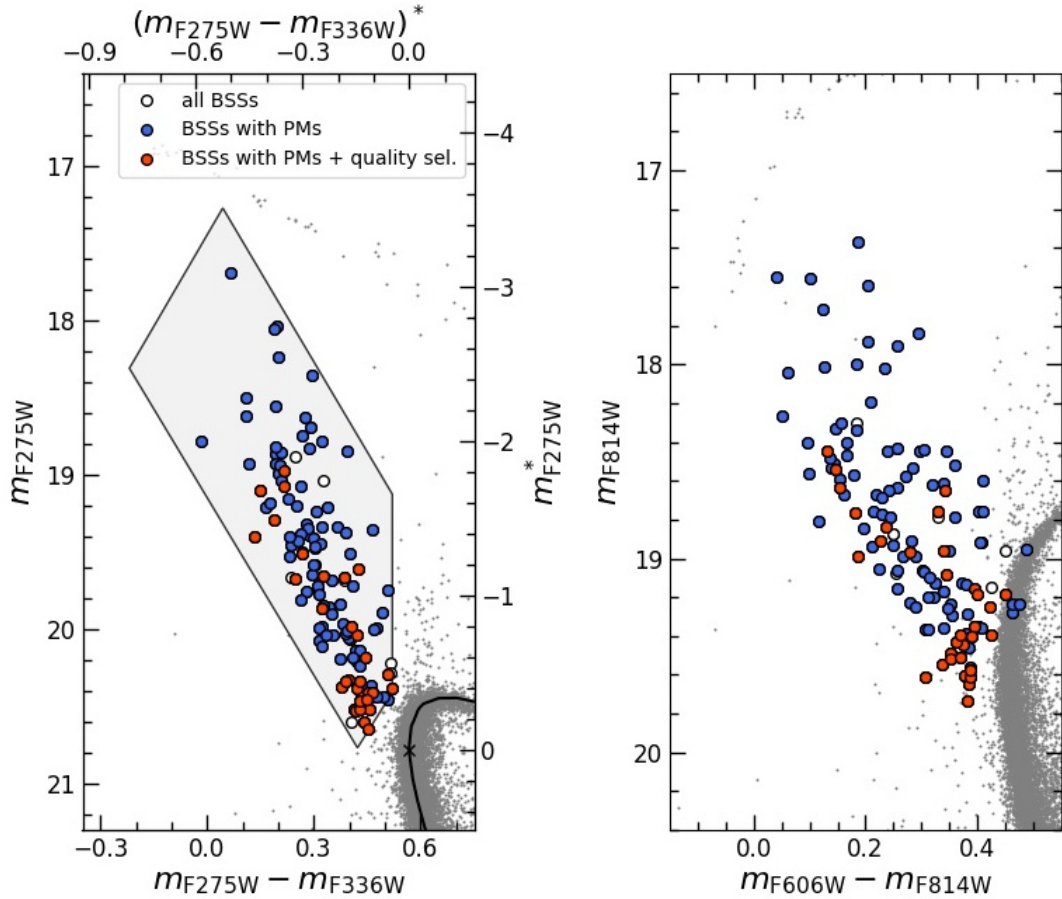 (m_F275W − m_F336W)*
−0.9 −0.6 −0.3 0.0
all BSSs
BSSs with PMs
BSSs with PMs + quality sel.
17
18
19
20
21
m_F275W
−4
−3
−2
−1
0
m*_F275W
−0.3 0.0 0.3 0.6
m_F275W − m_F336W
17
18
19
20
m_F814W
0.0 0.2 0.4
m_F606W − m_F814W